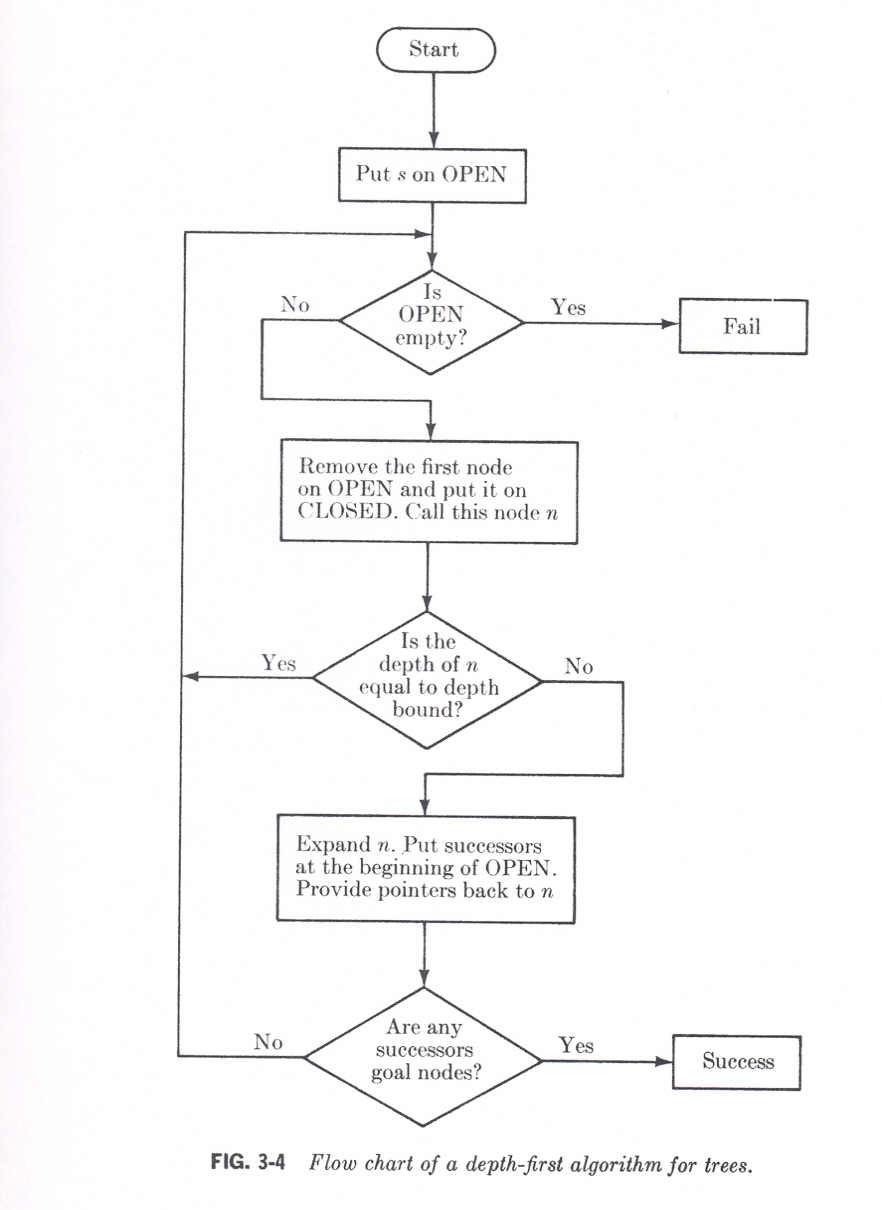 Start
Put s on OPEN
Is
OPEN
empty?
No
Yes
Fail
Remove the first node
on OPEN and put it on
CLOSED. Call this node n
Is the
depth of n
equal to depth
bound?
Yes
No
Expand n. Put successors
at the beginning of OPEN.
Provide pointers back to n
Are any
successors
goal nodes?
No
Yes
Success
FIG. 3-4 Flow chart of a depth-first algorithm for trees.